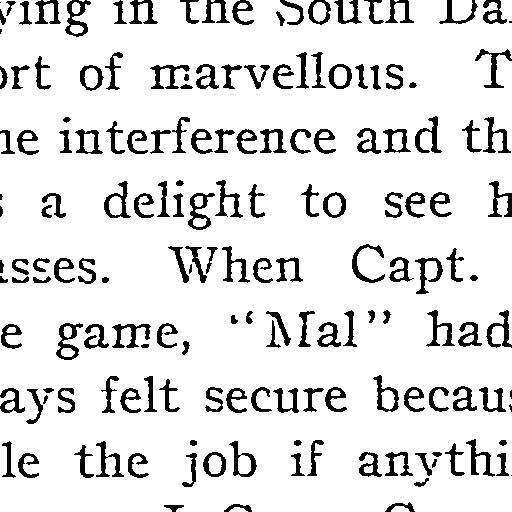 ying in the South Da
ort of marvellous. T
ne interference and th
s a delight to see h
asses. When Capt.
e game, "Mal" had
ays felt secure becaus
le the job if anythi